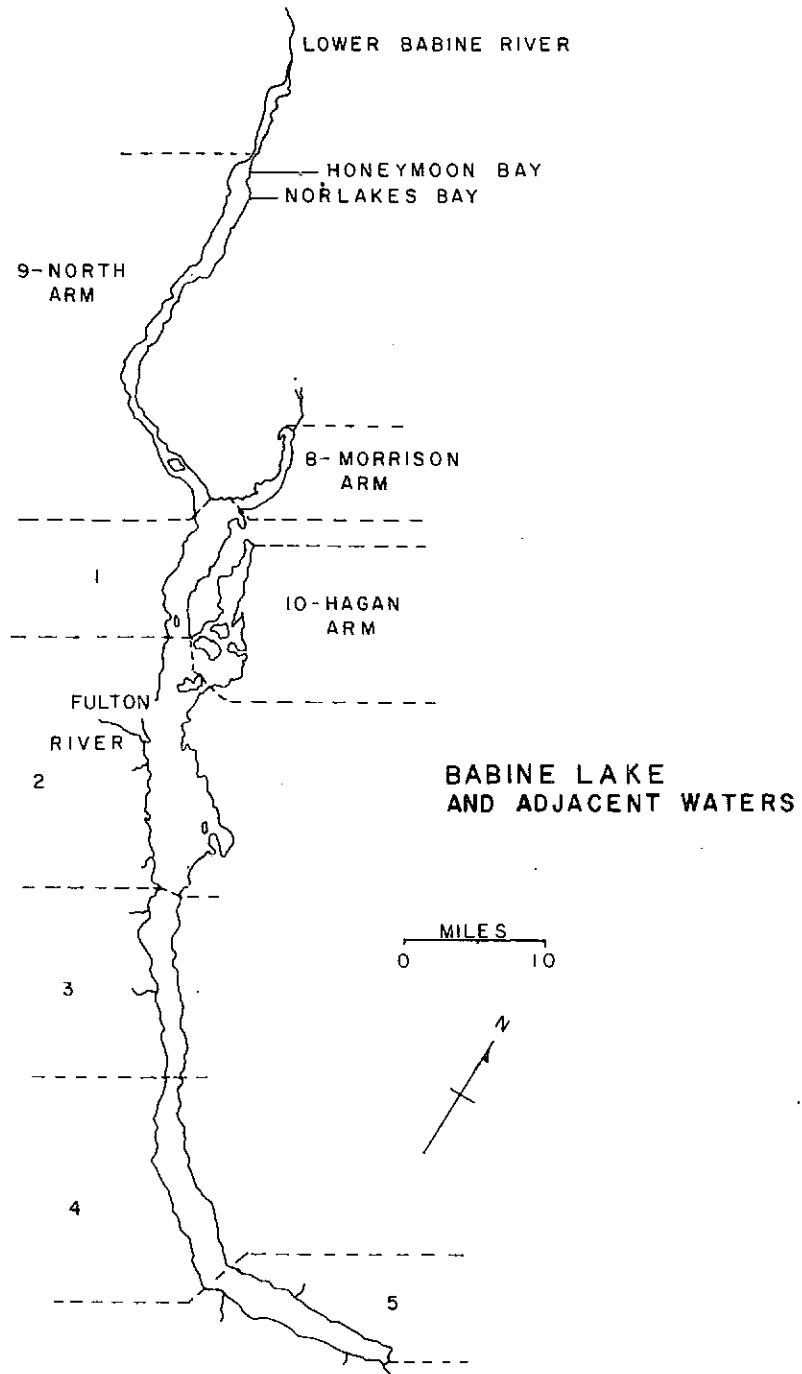 LOWER BABINE RIVER
HONEYMOON BAY
NORLAKES BAY
9-NORTH
ARM
8-MORRISON
ARM
1
10-HAGAN
ARM
FULTON
RIVER
2
BABINE LAKE
AND ADJACENT WATERS
MILES
0 10
3
N
4
5